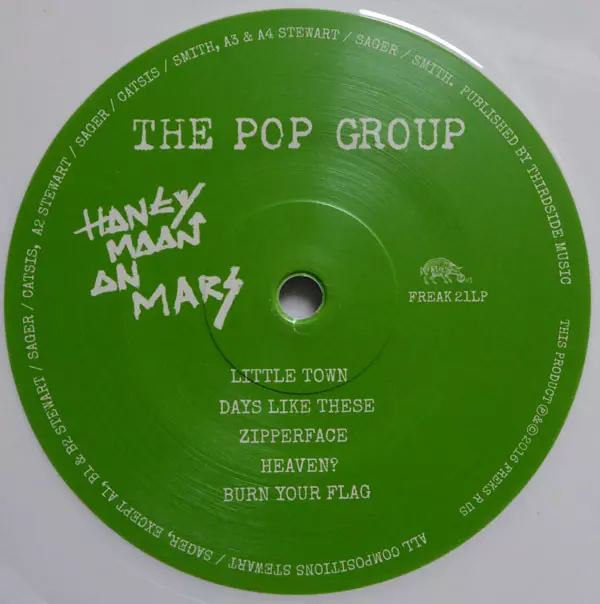 THE POP GROUP
HONEY
MOON
ON
MARS
FREAK 21LP
LITTLE TOWN
DAYS LIKE THESE
ZIPPERFACE
HEAVEN?
BURN YOUR FLAG
ALL COMPOSITIONS STEWART / SAGER, EXCEPT A1, B1 & B2 STEWART / SAGER / CATSIS, A2 STEWART / SAGER / CATSIS / SMITH, A3 & A4 STEWART / SAGER / SMITH. PUBLISHED BY THIRDSIDE MUSIC
THIS PRODUCT ℗&©2016 FREKS R US